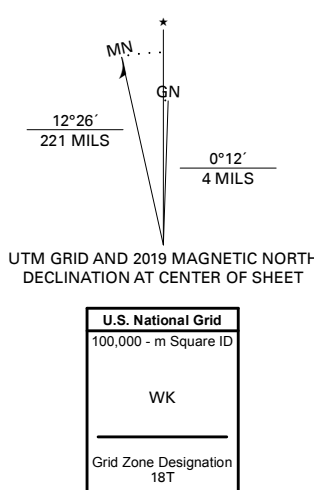 ★
MN
GN
12°26´
221 MILS
0°12´
4 MILS
UTM GRID AND 2019 MAGNETIC NORTH
DECLINATION AT CENTER OF SHEET
U.S. National Grid
100,000 - m Square ID
WK
Grid Zone Designation
18T